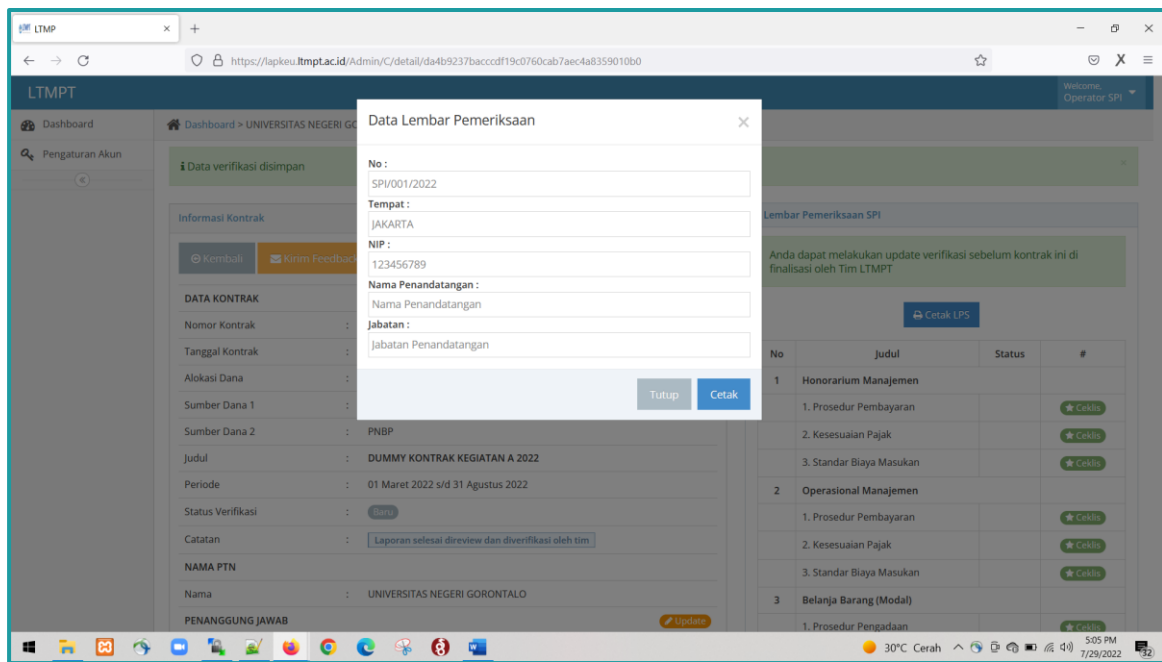 LTMP
https://lapkeu.ltmpt.ac.id/Admin/C/detail/da4b9237bacccdf19c0760cab7aec4a8359010b0
LTMPT
Welcome,
Operator SPI
Dashboard
Pengaturan Akun
Dashboard > UNIVERSITAS NEGERI GO
Data verifikasi disimpan
Informasi Kontrak
Kembali
Kirim Feedback
DATA KONTRAK
Nomor Kontrak :
Tanggal Kontrak :
Alokasi Dana :
Sumber Dana 1 :
Sumber Dana 2 : PNBP
Judul : DUMMY KONTRAK KEGIATAN A 2022
Periode : 01 Maret 2022 s/d 31 Agustus 2022
Status Verifikasi : Baru
Catatan : Laporan selesai direview dan diverifikasi oleh tim
NAMA PTN
Nama : UNIVERSITAS NEGERI GORONTALO
PENANGGUNG JAWAB Update
Data Lembar Pemeriksaan
No :
SPI/001/2022
Tempat :
JAKARTA
NIP :
123456789
Nama Penandatangan :
Nama Penandatangan
Jabatan :
Jabatan Penandatangan
Tutup Cetak
Lembar Pemeriksaan SPI
Anda dapat melakukan update verifikasi sebelum kontrak ini di
finalisasi oleh Tim LTMPT
Cetak LPS
No Judul Status #
1 Honorarium Manajemen
1. Prosedur Pembayaran Ceklis
2. Kesesuaian Pajak Ceklis
3. Standar Biaya Masukan Ceklis
2 Operasional Manajemen
1. Prosedur Pembayaran Ceklis
2. Kesesuaian Pajak Ceklis
3. Standar Biaya Masukan Ceklis
3 Belanja Barang (Modal)
1. Prosedur Pengadaan Ceklis
30°C Cerah
5:05 PM
7/29/2022
32